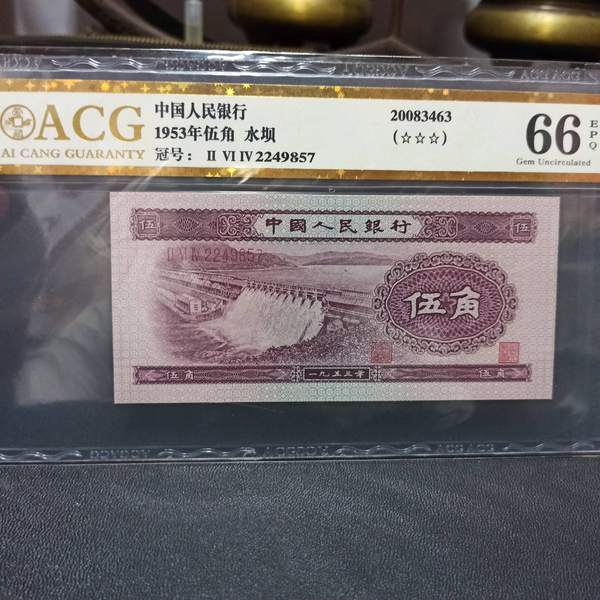 ACG
AI CANG GUARANTY
中国人民银行
1953年伍角 水坝
冠号: II VI IV 2249857
20083463
(☆☆☆)
66
EPQ
Gem Uncirculated
伍 中國人民銀行 伍
II VI IV 2249857
伍角
伍角 一九五三年 伍角